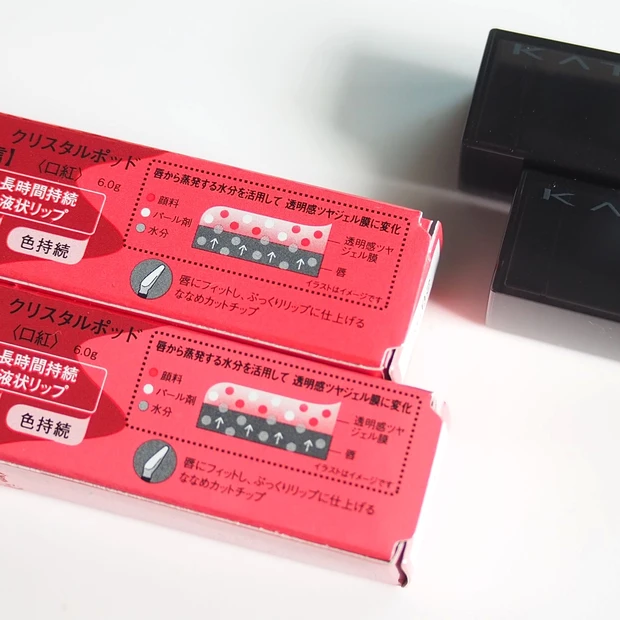 KAT
KA
クリスタルポッド
〈口紅〉 6.0g
長時間持続
液状リップ
色持続
唇から蒸発する水分を活用して 透明感ツヤジェル膜に変化
顔料
パール剤
水分
透明感ツヤ
ジェル膜
唇
イラストはイメージです。
唇にフィットし、ぷっくりリップに仕上げる
ななめカットチップ
クリスタルポッド
〈口紅〉 6.0g
長時間持続
液状リップ
色持続
唇から蒸発する水分を活用して 透明感ツヤジェル膜に変化
顔料
パール剤
水分
透明感ツヤ
ジェル膜
唇
イラストはイメージです。
唇にフィットし、ぷっくりリップに仕上げる
ななめカットチップ